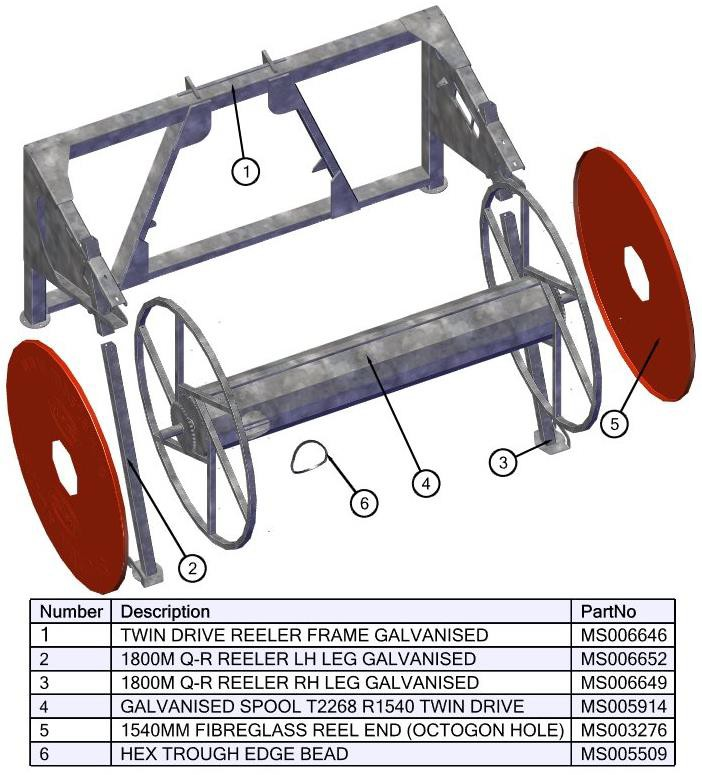 1
5
3
4
6
2
Number Description PartNo
1 TWIN DRIVE REELER FRAME GALVANISED MS006646
2 1800M Q-R REELER LH LEG GALVANISED MS006652
3 1800M Q-R REELER RH LEG GALVANISED MS006649
4 GALVANISED SPOOL T2268 R1540 TWIN DRIVE MS005914
5 1540MM FIBREGLASS REEL END (OCTOGON HOLE) MS003276
6 HEX TROUGH EDGE BEAD MS005509